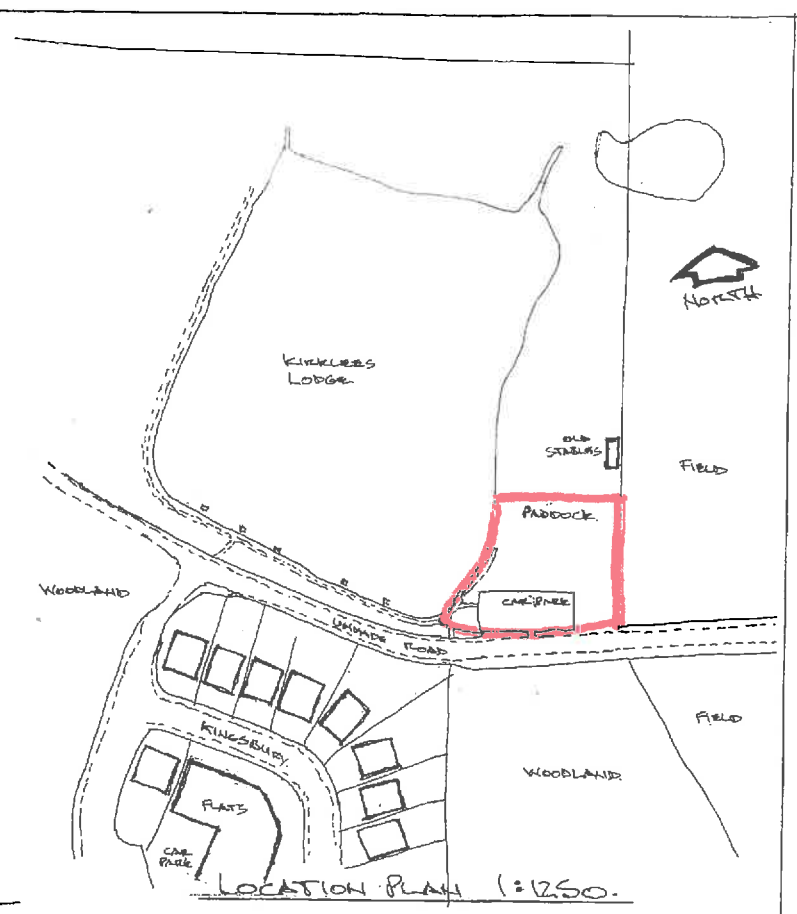 NORTH
KIRKLEES
LODGE
OLD
STABLES
FIELD
PADDOCK
CAR PARK
WOODLAND
UNMADE ROAD
KINGSBURY
FIELD
WOODLAND
FLATS
CAR
PARK
LOCATION PLAN 1:1250.